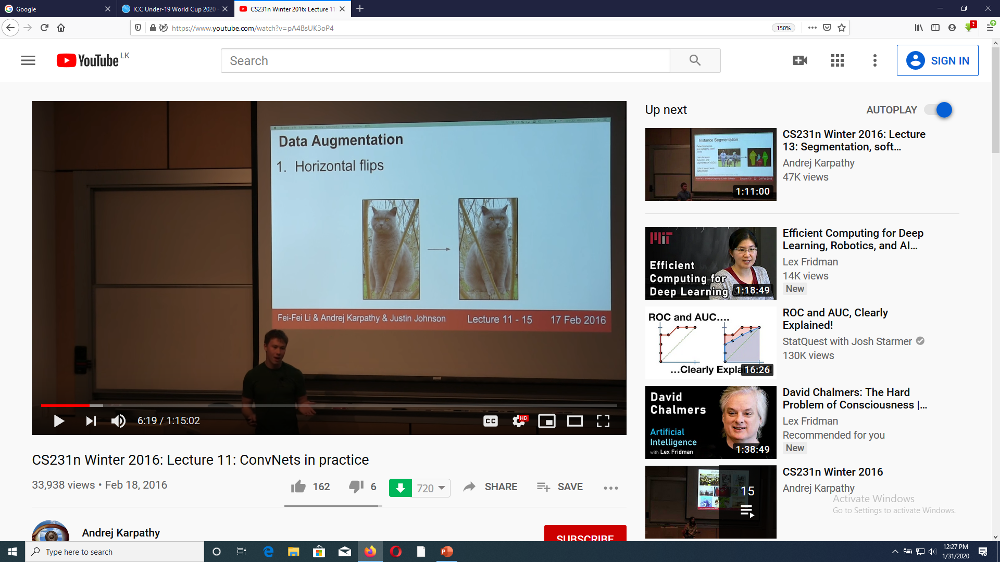 Google
ICC Under-19 World Cup 2020
CS231n Winter 2016: Lecture 11
https://www.youtube.com/watch?v=pA4BsUK3oP4
150%
YouTube LK
Search
SIGN IN
Data Augmentation
1. Horizontal flips
Fei-Fei Li & Andrej Karpathy & Justin Johnson
Lecture 11 - 15
17 Feb 2016
6:19 / 1:15:02
CC
HD
CS231n Winter 2016: Lecture 11: ConvNets in practice
33,938 views • Feb 18, 2016
162
6
720
SHARE
SAVE
Andrej Karpathy
SUBSCRIBE
Up next
AUTOPLAY
Instance Segmentation
1:11:00
CS231n Winter 2016: Lecture
13: Segmentation, soft...
Andrej Karpathy
47K views
MIT
Efficient
Computing for
Deep Learning
1:18:49
Efficient Computing for Deep
Learning, Robotics, and AI...
Lex Fridman
14K views
New
ROC and AUC....
...Clearly
16:26
ROC and AUC, Clearly
Explained!
StatQuest with Josh Starmer
130K views
David
Chalmers
Artificial
Intelligence
with Lex Fridman
1:38:49
David Chalmers: The Hard
Problem of Consciousness |...
Lex Fridman
Recommended for you
New
15
CS231n Winter 2016
Andrej Karpathy
Activate Windows
Go to Settings to activate Windows.
Type here to search
12:27 PM
1/31/2020